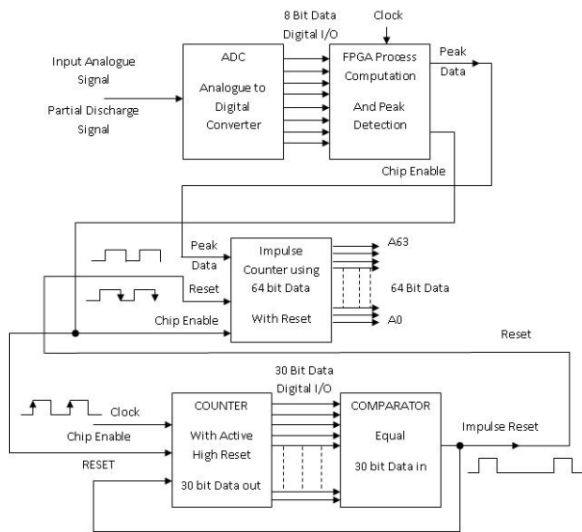 8 Bit Data
Digital I/O
Clock
Input Analogue
Signal
Partial Discharge
Signal
ADC
Analogue to
Digital
Converter
FPGA Process
Computation
And Peak
Detection
Peak
Data
Chip Enable
Peak
Data
Reset
Chip Enable
Impulse
Counter using
64 bit Data
With Reset
A63
64 Bit Data
A0
Reset
30 Bit Data
Digital I/O
Clock
Chip Enable
RESET
COUNTER
With Active
High Reset
30 bit Data out
COMPARATOR
Equal
30 bit Data in
Impulse Reset